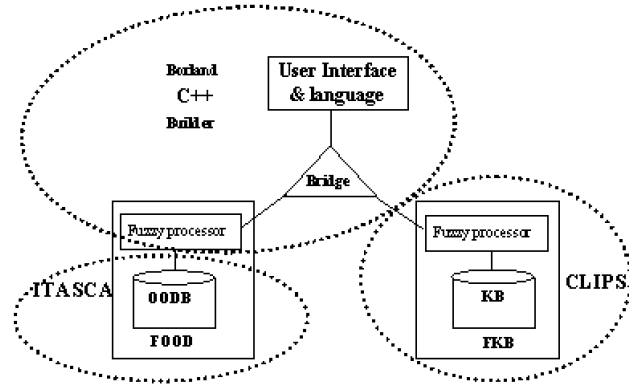 Borland
C++
Builder
User Interface
& language
Bridge
Fuzzy processor
Fuzzy processor
ITASCA
OODB
KB
CLIPS
FOOD
FKB